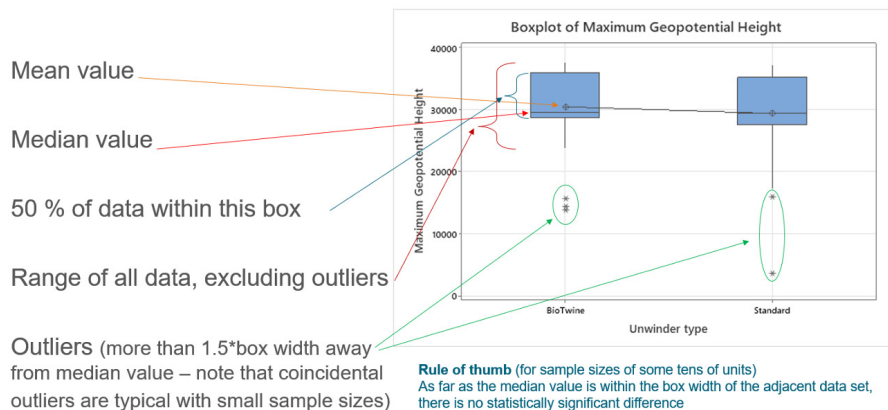 Boxplot of Maximum Geopotential Height
Mean value
Median value
50 % of data within this box
Range of all data, excluding outliers
Outliers (more than 1.5*box width away
from median value – note that coincidental
outliers are typical with small sample sizes)
Maximum Geopotential Height
40000
30000
20000
10000
0
BioTwine
Standard
Unwinder type
Rule of thumb (for sample sizes of some tens of units)
As far as the median value is within the box width of the adjacent data set,
there is no statistically significant difference